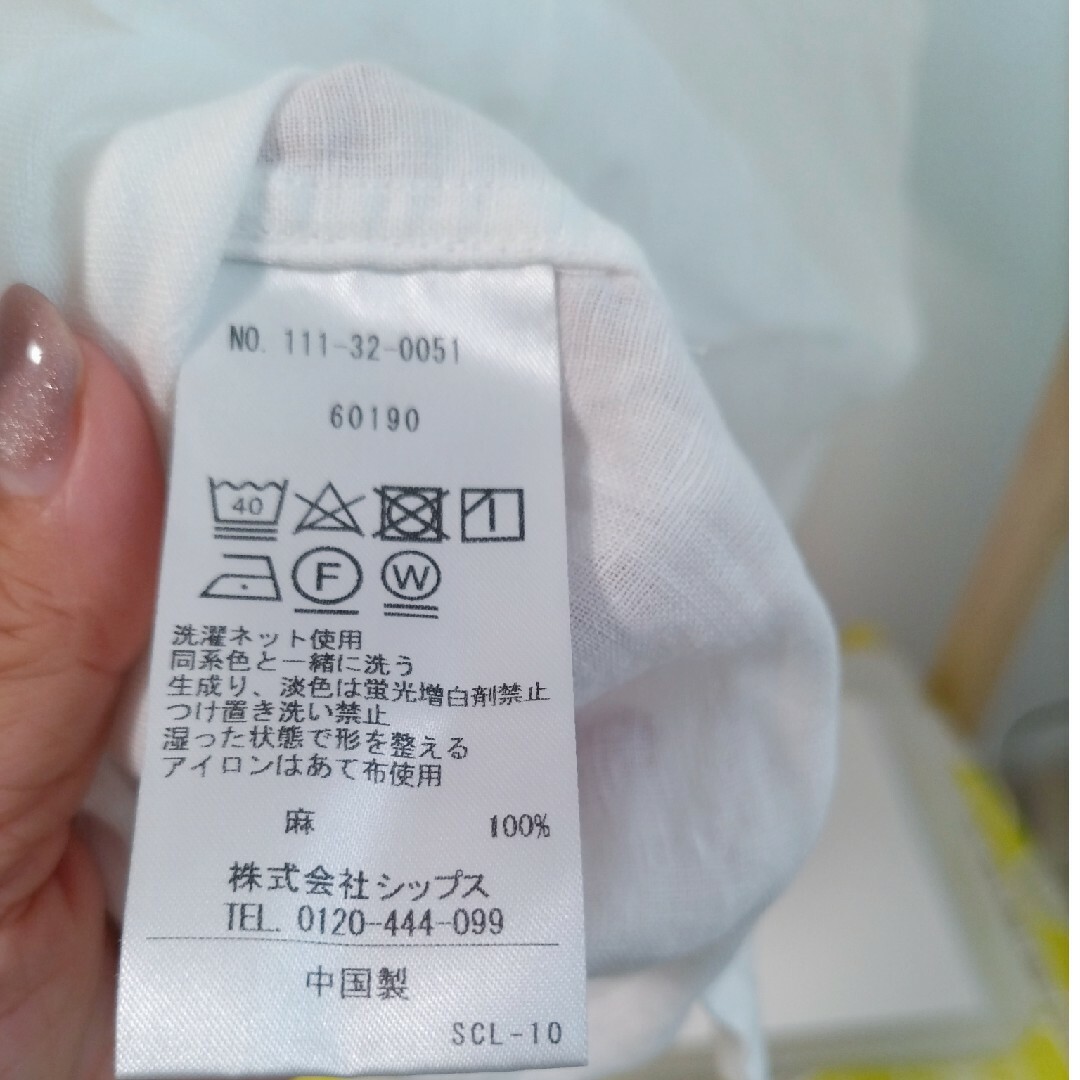 NO. 111-32-0051
60190
40
F W
洗濯ネット使用
同系色と一緒に洗う
生成り、淡色は蛍光増白剤禁止
つけ置き洗い禁止
湿った状態で形を整える
アイロンはあて布使用
麻 100%
株式会社シップス
TEL. 0120-444-099
中国製
SCL-10